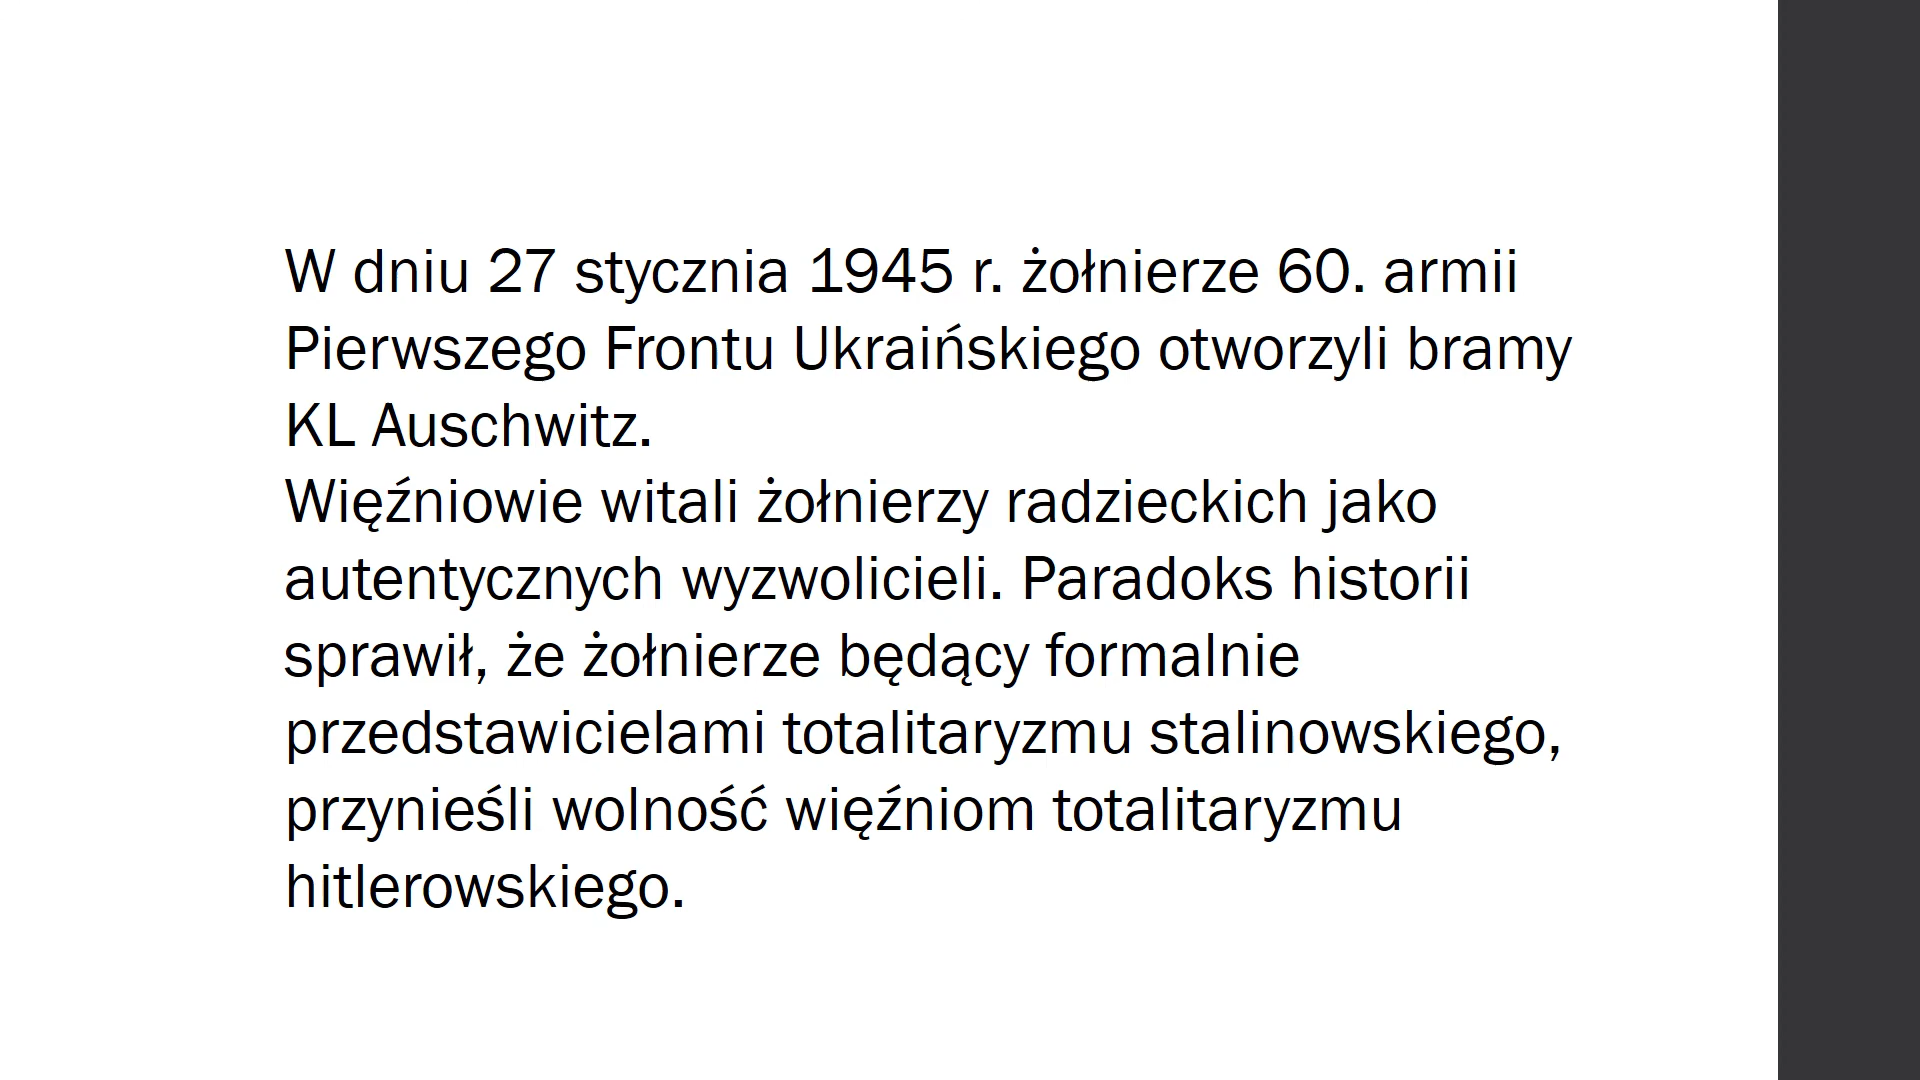 W dniu 27 stycznia 1945 r. żołnierze 60. armii
Pierwszego Frontu Ukraińskiego otworzyli bramy
KL Auschwitz.
Więźniowie witali żołnierzy radzieckich jako
autentycznych wyzwolicieli. Paradoks historii
sprawił, że żołnierze będący formalnie
przedstawicielami totalitaryzmu stalinowskiego,
przynieśli wolność więźniom totalitaryzmu
hitlerowskiego.